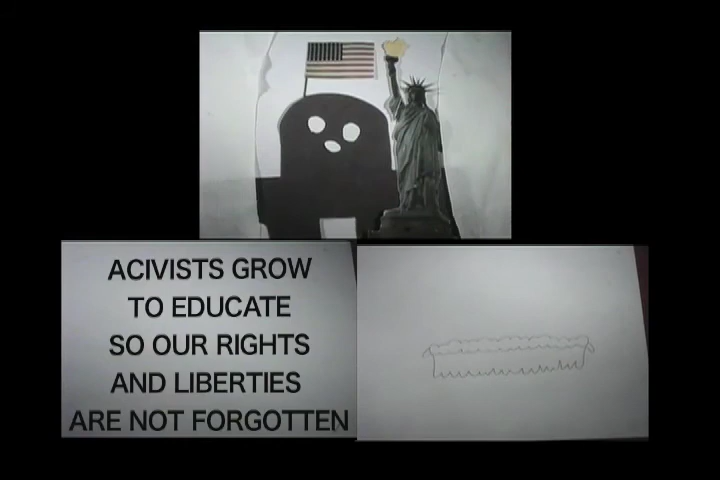 ACIVISTS GROW
TO EDUCATE
SO OUR RIGHTS
AND LIBERTIES
ARE NOT FORGOTTEN